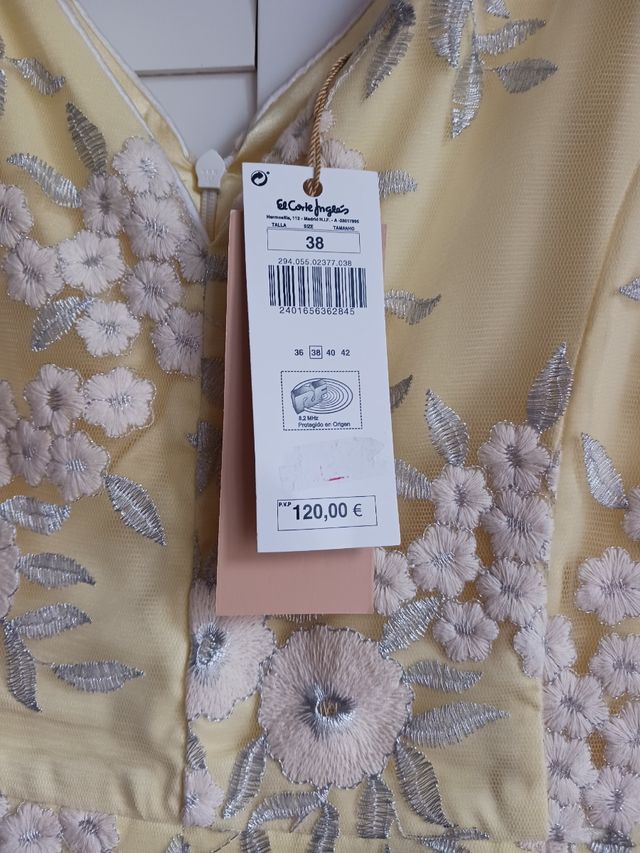 El Corte Inglés
Hermosilla, 112 - Madrid N.I.F. - A -28017895
TALLA SIZE TAMANHO
38
294.055.02377.038
2401656362845
36 38 40 42
8.2 MHz
Protegido en Origen
P.V.P
120,00 €